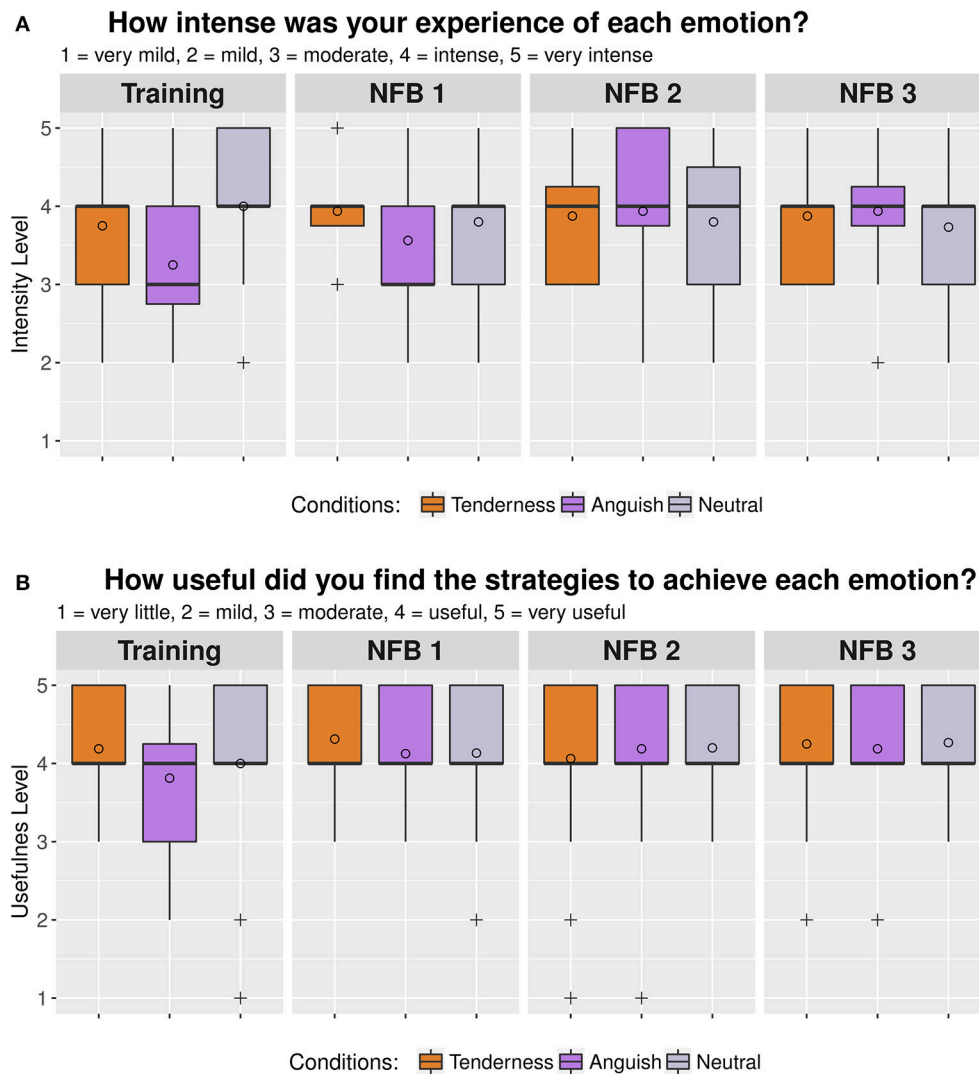 A How intense was your experience of each emotion?
1 = very mild, 2 = mild, 3 = moderate, 4 = intense, 5 = very intense
Training NFB 1 NFB 2 NFB 3
Intensity Level
5
4
3
2
1
Conditions: Tenderness Anguish Neutral
B How useful did you find the strategies to achieve each emotion?
1 = very little, 2 = mild, 3 = moderate, 4 = useful, 5 = very useful
Training NFB 1 NFB 2 NFB 3
Usefulnes Level
5
4
3
2
1
Conditions: Tenderness Anguish Neutral